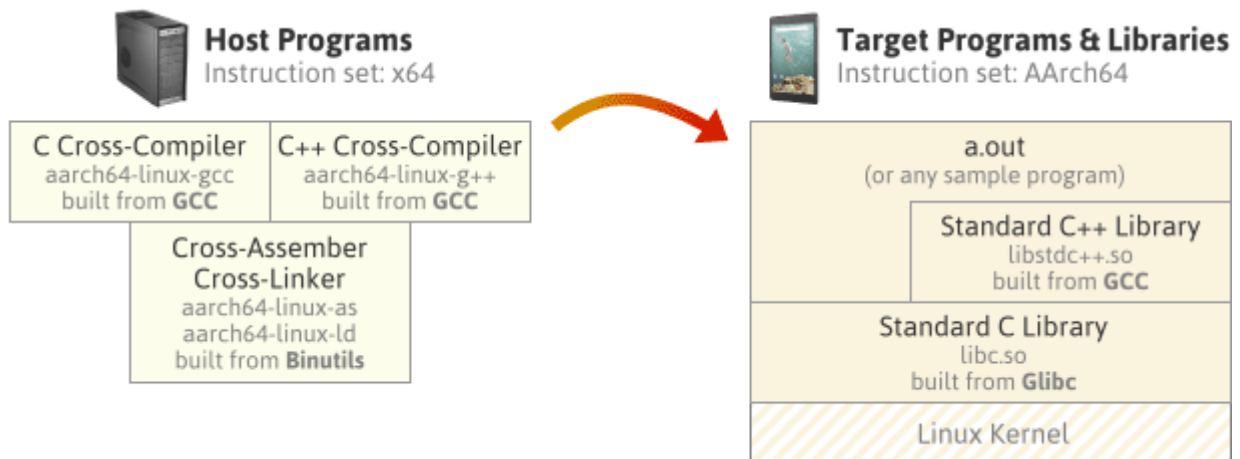 Host Programs
Instruction set: x64
C Cross-Compiler
aarch64-linux-gcc
built from GCC
C++ Cross-Compiler
aarch64-linux-g++
built from GCC
Cross-Assember
Cross-Linker
aarch64-linux-as
aarch64-linux-ld
built from Binutils
Target Programs & Libraries
Instruction set: AArch64
a.out
(or any sample program)
Standard C++ Library
libstdc++.so
built from GCC
Standard C Library
libc.so
built from Glibc
Linux Kernel